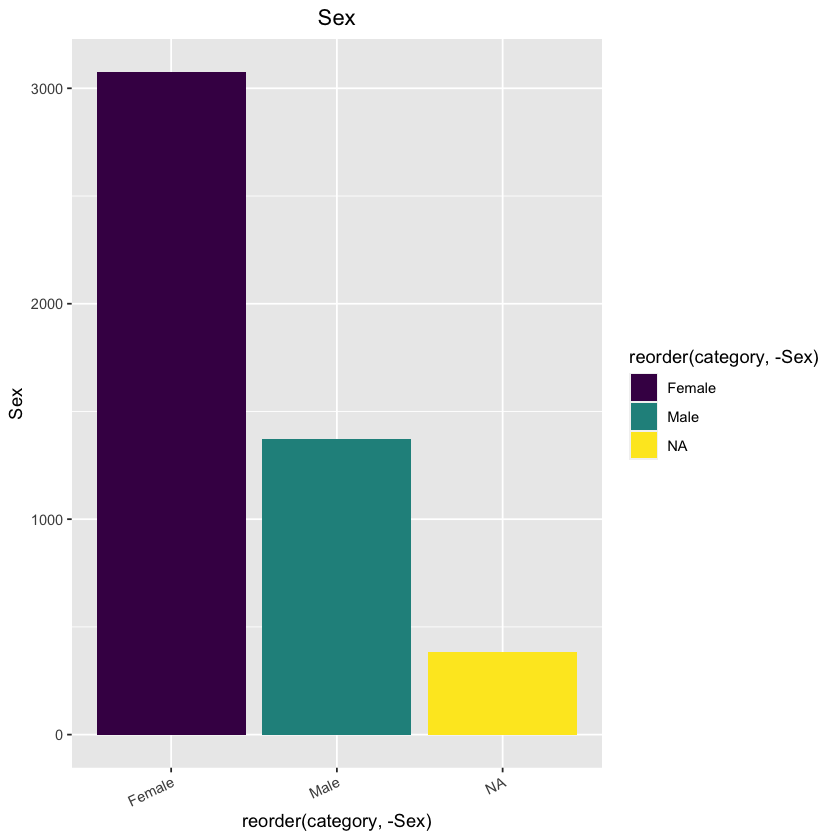 Sex
3000
2000
1000
0
Sex
Female
Male
NA
reorder(category, -Sex)
reorder(category, -Sex)
Female
Male
NA